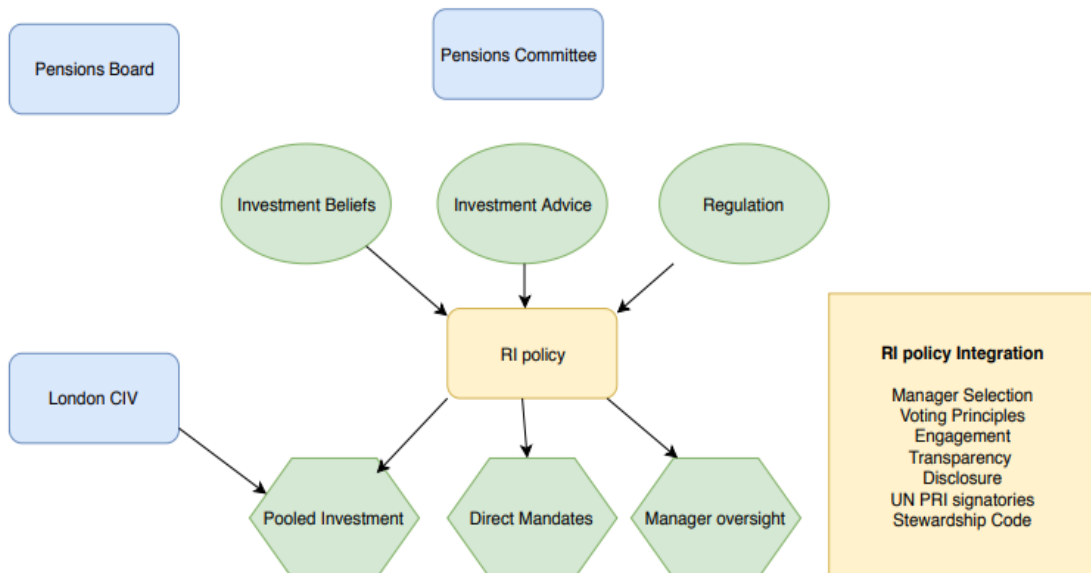 Pensions Board
Pensions Committee
Investment Beliefs
Investment Advice
Regulation
RI policy
London CIV
Pooled Investment
Direct Mandates
Manager oversight
RI policy Integration
Manager Selection
Voting Principles
Engagement
Transparency
Disclosure
UN PRI signatories
Stewardship Code